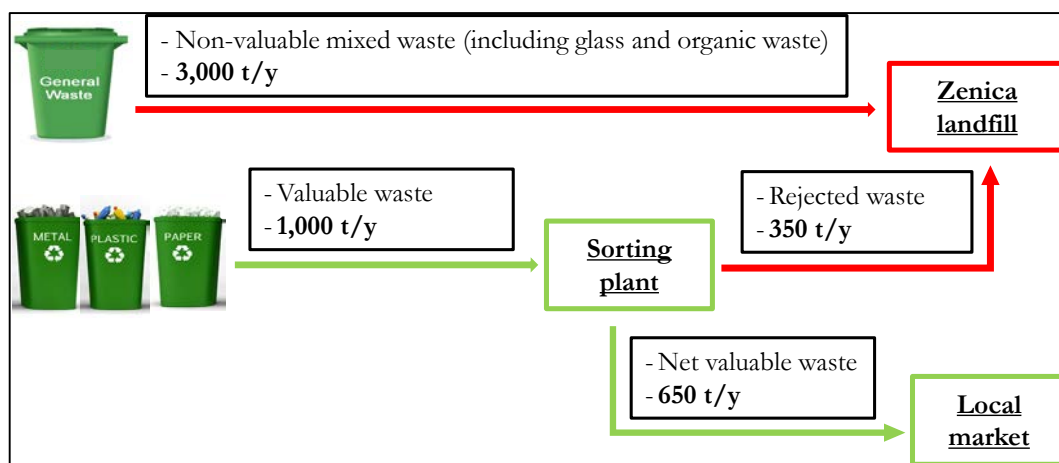 General
Waste
- Non-valuable mixed waste (including glass and organic waste)
- 3,000 t/y
Zenica
landfill
METAL
PLASTIC
PAPER
- Valuable waste
- 1,000 t/y
Sorting
plant
- Rejected waste
- 350 t/y
- Net valuable waste
- 650 t/y
Local
market